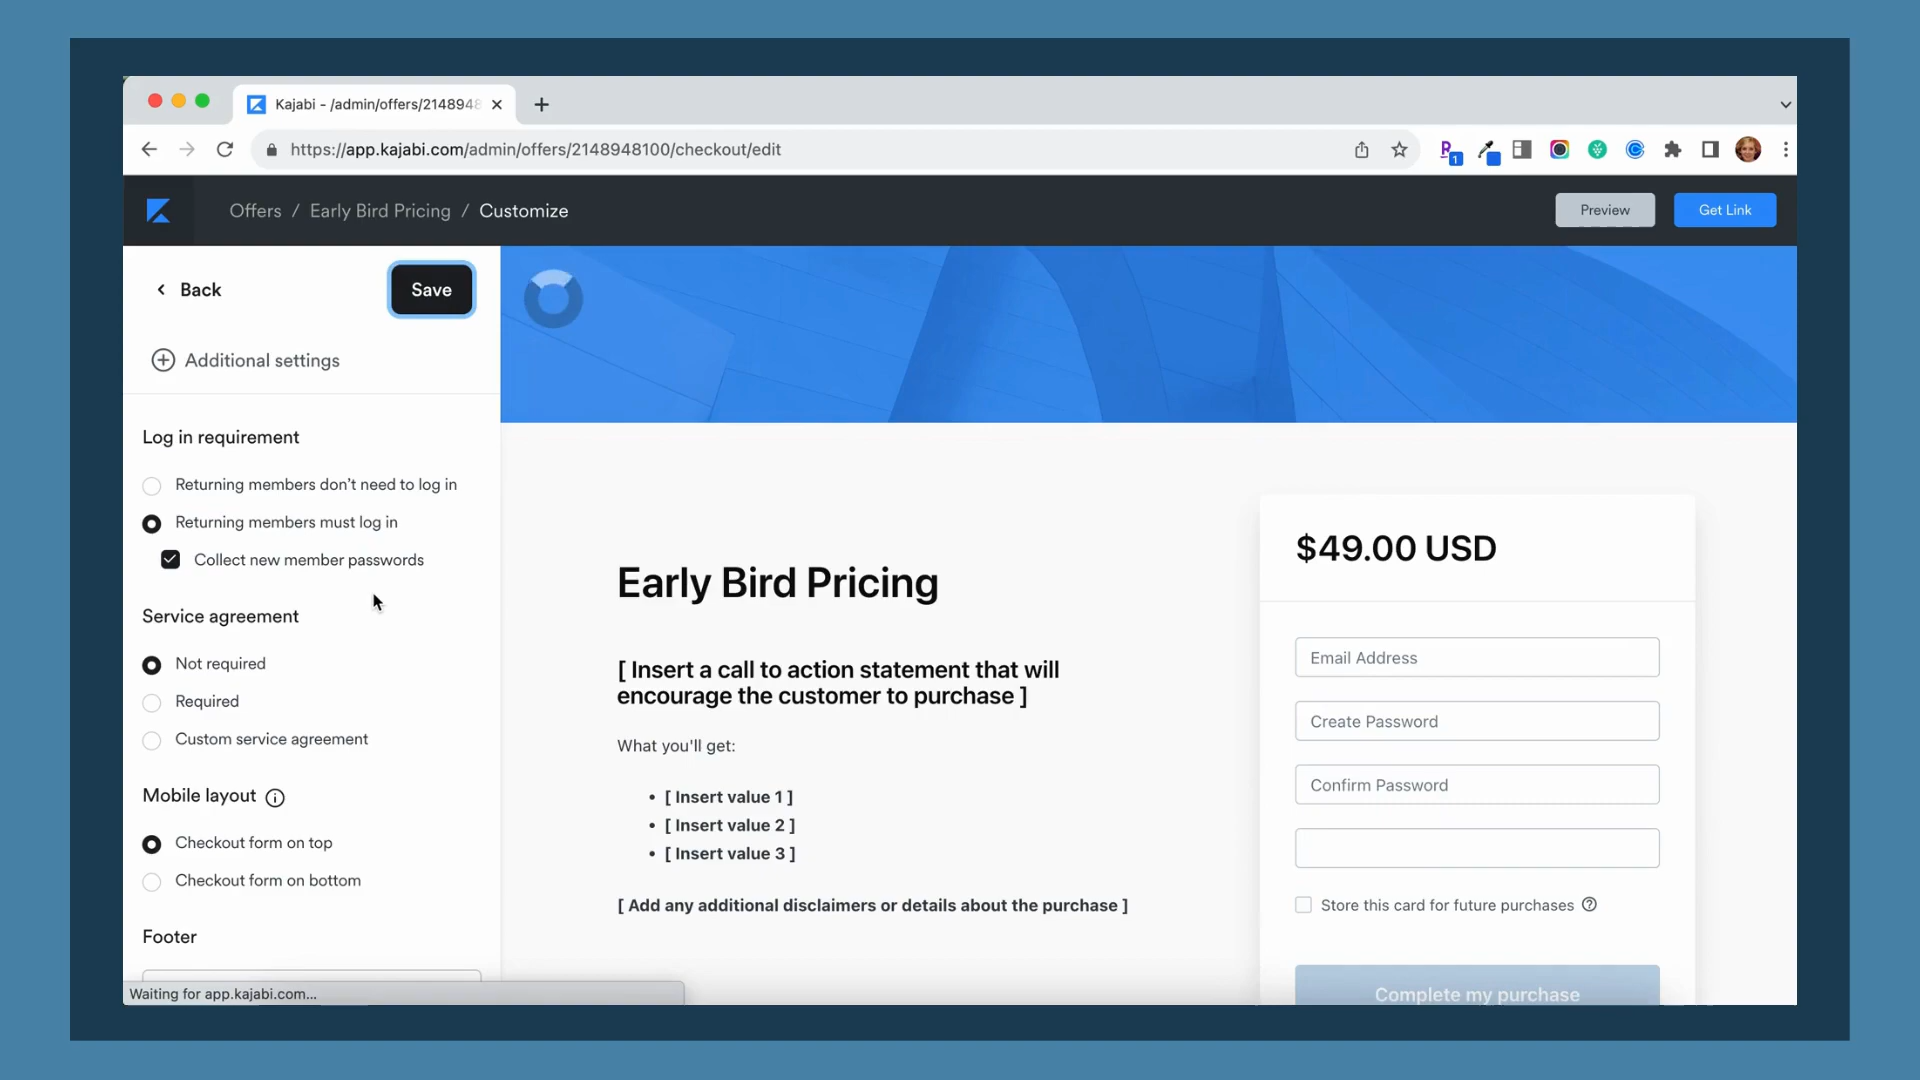 Kajabi - /admin/offers/2148948
https://app.kajabi.com/admin/offers/2148948100/checkout/edit
1
Offers / Early Bird Pricing / Customize
Preview
Get Link
Back
Save
Additional settings
Log in requirement
Returning members don't need to log in
Returning members must log in
Collect new member passwords
Service agreement
Not required
Required
Custom service agreement
Mobile layout
Checkout form on top
Checkout form on bottom
Footer
Waiting for app.kajabi.com...
Early Bird Pricing
[ Insert a call to action statement that will
encourage the customer to purchase ]
What you'll get:
• [ Insert value 1 ]
• [ Insert value 2 ]
• [ Insert value 3 ]
[ Add any additional disclaimers or details about the purchase ]
$49.00 USD
Email Address
Create Password
Confirm Password
Store this card for future purchases
Complete my purchase